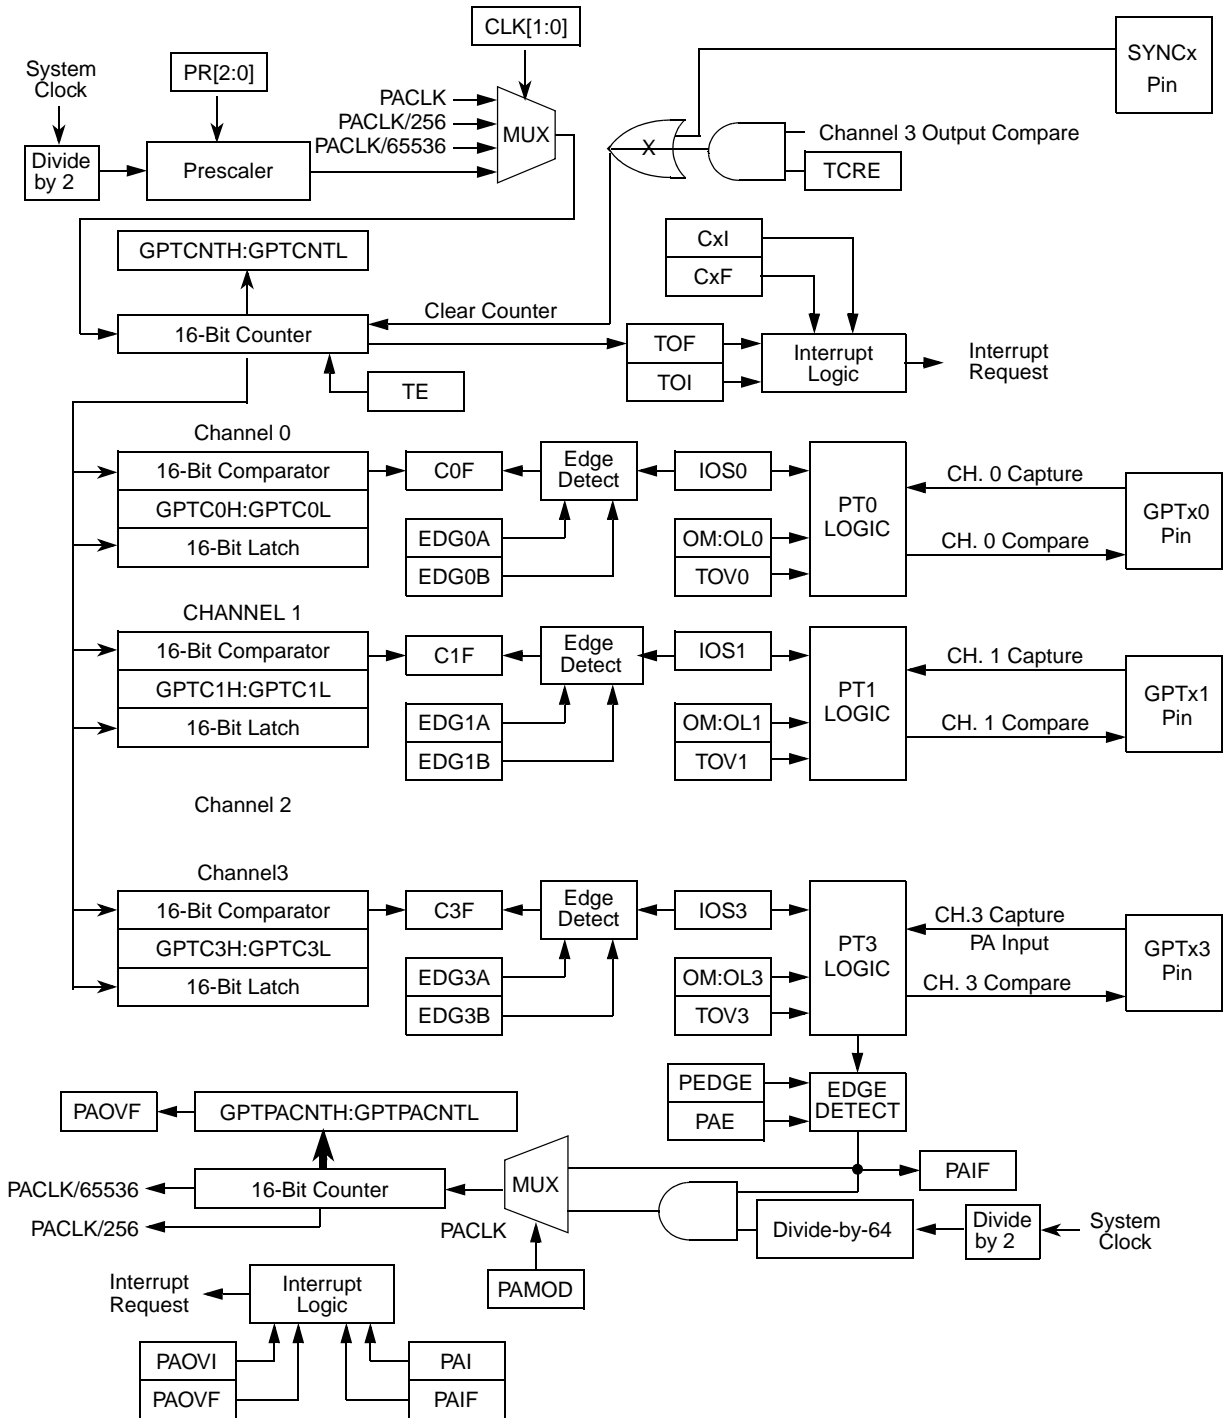 CLK[1:0]
SYNCx
Pin
System
Clock
PR[2:0]
PACLK
PACLK/256
PACLK/65536
MUX
X
Channel 3 Output Compare
TCRE
Divide
by 2
Prescaler
GPTCNTH:GPTCNTL
CxI
CxF
Clear Counter
16-Bit Counter
TOF
TOI
Interrupt
Logic
Interrupt
Request
TE
Channel 0
16-Bit Comparator
GPTC0H:GPTC0L
16-Bit Latch
C0F
Edge
Detect
IOS0
EDG0A
EDG0B
OM:OL0
TOV0
PT0
LOGIC
CH. 0 Capture
CH. 0 Compare
GPTx0
Pin
CHANNEL 1
16-Bit Comparator
GPTC1H:GPTC1L
16-Bit Latch
C1F
Edge
Detect
IOS1
EDG1A
EDG1B
OM:OL1
TOV1
PT1
LOGIC
CH. 1 Capture
CH. 1 Compare
GPTx1
Pin
Channel 2
Channel3
16-Bit Comparator
GPTC3H:GPTC3L
16-Bit Latch
C3F
Edge
Detect
IOS3
EDG3A
EDG3B
OM:OL3
TOV3
PT3
LOGIC
CH.3 Capture
PA Input
CH. 3 Compare
GPTx3
Pin
PEDGE
PAE
EDGE
DETECT
PAOVF
GPTPACNTH:GPTPACNTL
PACLK/65536
16-Bit Counter
PACLK/256
PACLK
MUX
PAIF
Divide-by-64
Divide
by 2
System
Clock
PAMOD
Interrupt
Request
Interrupt
Logic
PAOVI
PAOVF
PAI
PAIF